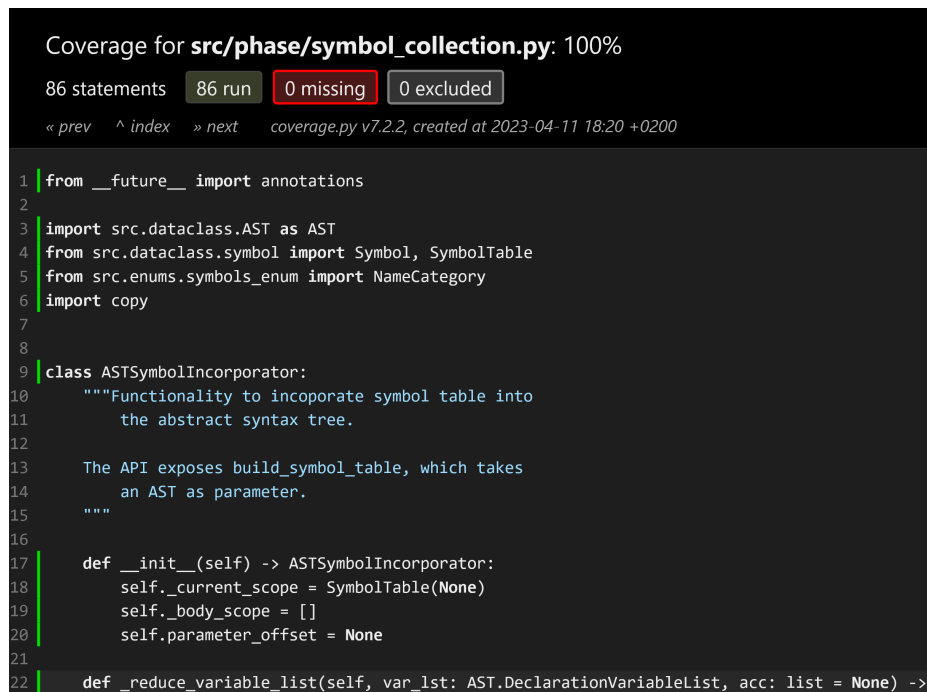 Coverage for src/phase/symbol_collection.py: 100%
86 statements 86 run 0 missing 0 excluded
« prev ^ index » next coverage.py v7.2.2, created at 2023-04-11 18:20 +0200
1 from __future__ import annotations
2
3 import src.dataclass.AST as AST
4 from src.dataclass.symbol import Symbol, SymbolTable
5 from src.enums.symbols_enum import NameCategory
6 import copy
7
8
9 class ASTSymbolIncorporator:
10     """Functionality to incoporate symbol table into
11         the abstract syntax tree.
12
13     The API exposes build_symbol_table, which takes
14         an AST as parameter.
15     """
16
17     def __init__(self) -> ASTSymbolIncorporator:
18         self._current_scope = SymbolTable(None)
19         self._body_scope = []
20         self.parameter_offset = None
21
22     def _reduce_variable_list(self, var_lst: AST.DeclarationVariableList, acc: list = None) ->